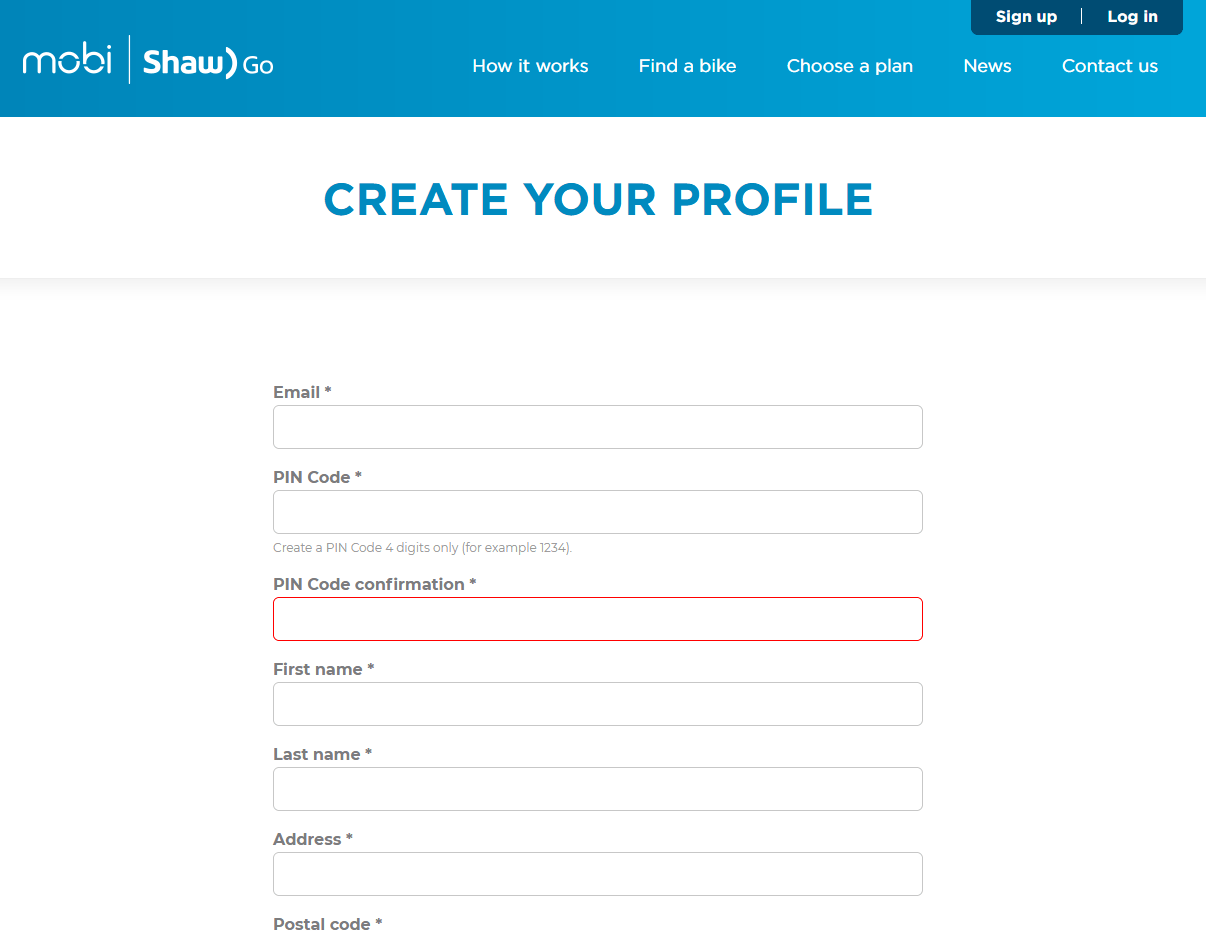 Sign up | Log in
mobi | Shaw) Go
How it works Find a bike Choose a plan News Contact us
CREATE YOUR PROFILE
Email *
PIN Code *
Create a PIN Code 4 digits only (for example 1234).
PIN Code confirmation *
First name *
Last name *
Address *
Postal code *